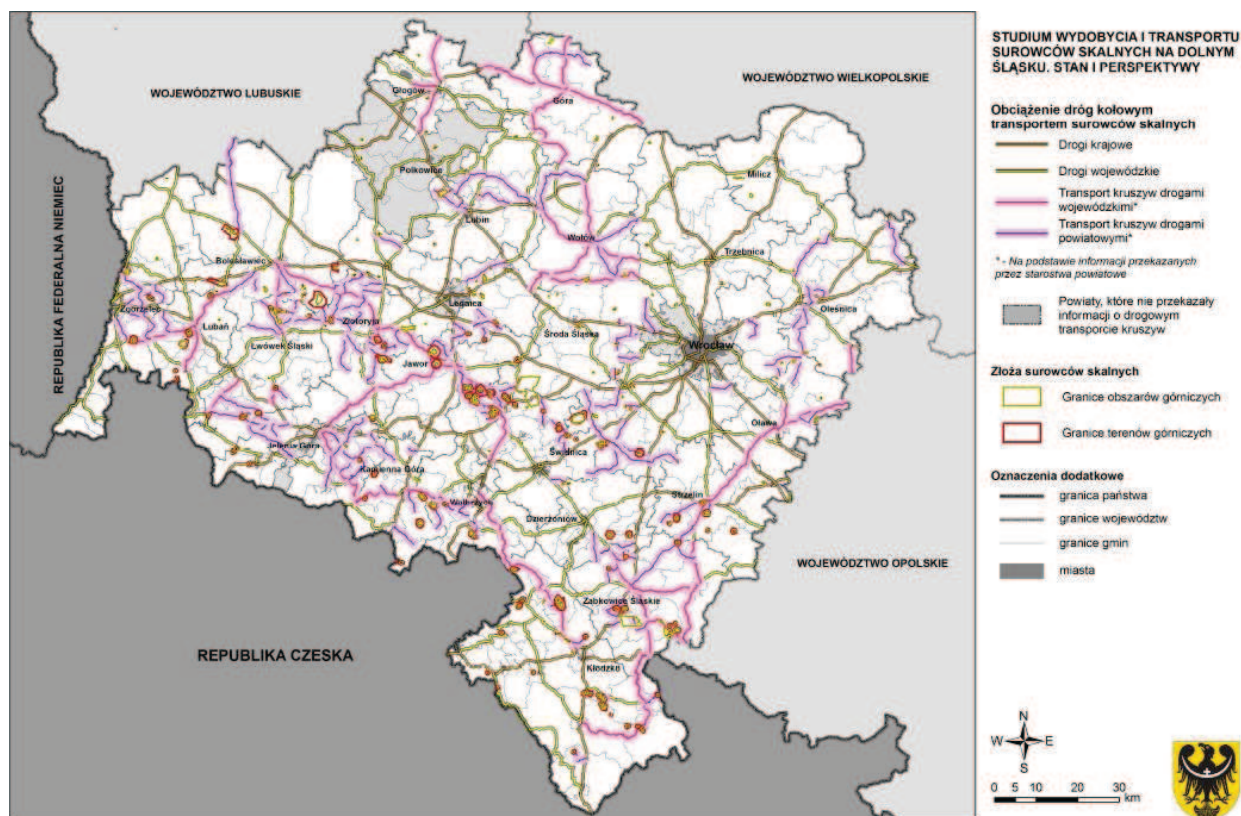 STUDIUM WYDOBYCIA I TRANSPORTU
SUROWCÓW SKALNYCH NA DOLNYM
ŚLĄSKU. STAN I PERSPEKTYWY
Obciążenie dróg kołowym
transportem surowców skalnych
Drogi krajowe
Drogi wojewódzkie
Transport kruszyw drogami
wojewódzkimi*
Transport kruszyw drogami
powiatowymi*
* - Na podstawie informacji przekazanych
przez starostwa powiatowe
Powiaty, które nie przekazały
informacji o drogowym
transporcie kruszyw
Złoża surowców skalnych
Granice obszarów górniczych
Granice terenów górniczych
Oznaczenia dodatkowe
granica państwa
granice województw
granice gmin
miasta
N
W E
S
0 5 10 20 30
km
WOJEWÓDZTWO LUBUSKIE
WOJEWÓDZTWO WIELKOPOLSKIE
REPUBLIKA FEDERALNA NIEMIEC
WOJEWÓDZTWO OPOLSKIE
REPUBLIKA CZESKA
Głogów
Góra
Polkowice
Milicz
Lubin
Wołów
Trzebnica
Bolesławiec
Zgorzelec
Legnica
Oleśnica
Lubań
Złotoryja
Środa Śląska
Wrocław
Lwówek Śląski
Jawor
Oława
Jelenia Góra
Świdnica
Kamienna Góra
Wałbrzych
Strzelin
Dzierżoniów
Ząbkowice Śląskie
Kłodzko